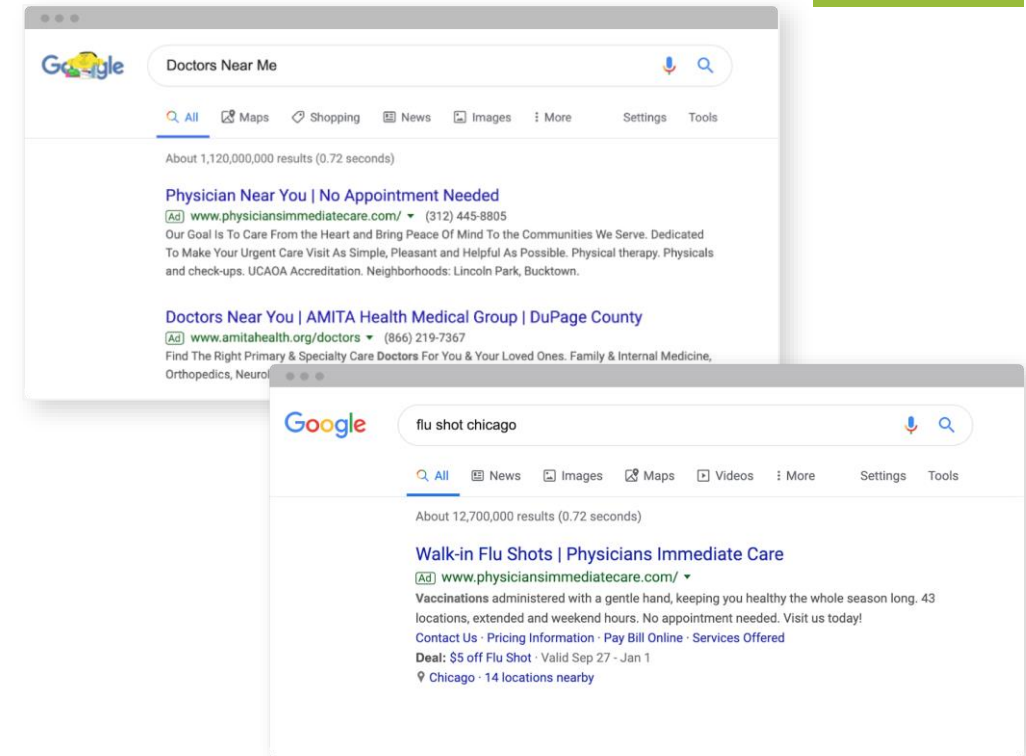 Google
Doctors Near Me
All Maps Shopping News Images More Settings Tools
About 1,120,000,000 results (0.72 seconds)
Physician Near You | No Appointment Needed
Ad www.physiciansimmediatecare.com/ (312) 445-8805
Our Goal Is To Care From the Heart and Bring Peace Of Mind To the Communities We Serve. Dedicated
To Make Your Urgent Care Visit As Simple, Pleasant and Helpful As Possible. Physical therapy. Physicals
and check-ups. UCAOA Accreditation. Neighborhoods: Lincoln Park, Bucktown.
Doctors Near You | AMITA Health Medical Group | DuPage County
Ad www.amitahealth.org/doctors (866) 219-7367
Find The Right Primary & Specialty Care Doctors For You & Your Loved Ones. Family & Internal Medicine,
Orthopedics,
Google
flu shot chicago
All News Images Maps Videos More Settings Tools
About 12,700,000 results (0.72 seconds)
Walk-in Flu Shots | Physicians Immediate Care
Ad www.physiciansimmediatecare.com/
Vaccinations administered with a gentle hand, keeping you healthy the whole season long. 43
locations, extended and weekend hours. No appointment needed. Visit us today!
Contact Us · Pricing Information · Pay Bill Online · Services Offered
Deal: $5 off Flu Shot · Valid Sep 27 - Jan 1
Chicago · 14 locations nearby